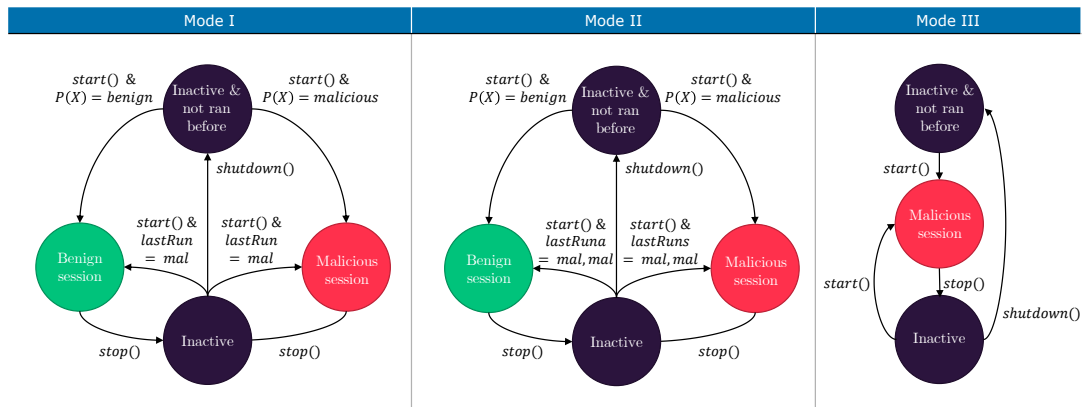 Mode I
Mode II
Mode III
start() &
P(X) = benign
start() &
P(X) = malicious
Inactive &
not ran
before
shutdown()
start() &
lastRun
= mal
start() &
lastRun
= mal
Benign
session
Malicious
session
Inactive
stop()
stop()
start() &
P(X) = benign
start() &
P(X) = malicious
Inactive &
not ran
before
shutdown()
start() &
lastRuna
= mal, mal
start() &
lastRuns
= mal, mal
Benign
session
Malicious
session
Inactive
stop()
stop()
Inactive &
not ran
before
start()
Malicious
session
start()
stop()
shutdown()
Inactive